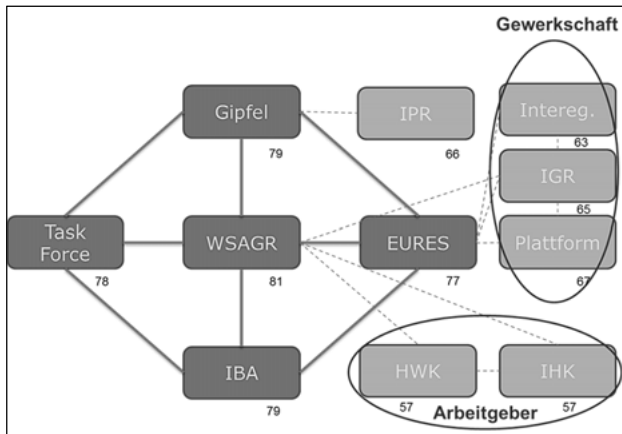 Gewerkschaft
Gipfel
79
IPR
66
Intereg.
63
IGR
65
Plattform
67
Task
Force
78
WSAGR
81
EURES
77
IBA
79
HWK
57
IHK
57
Arbeitgeber